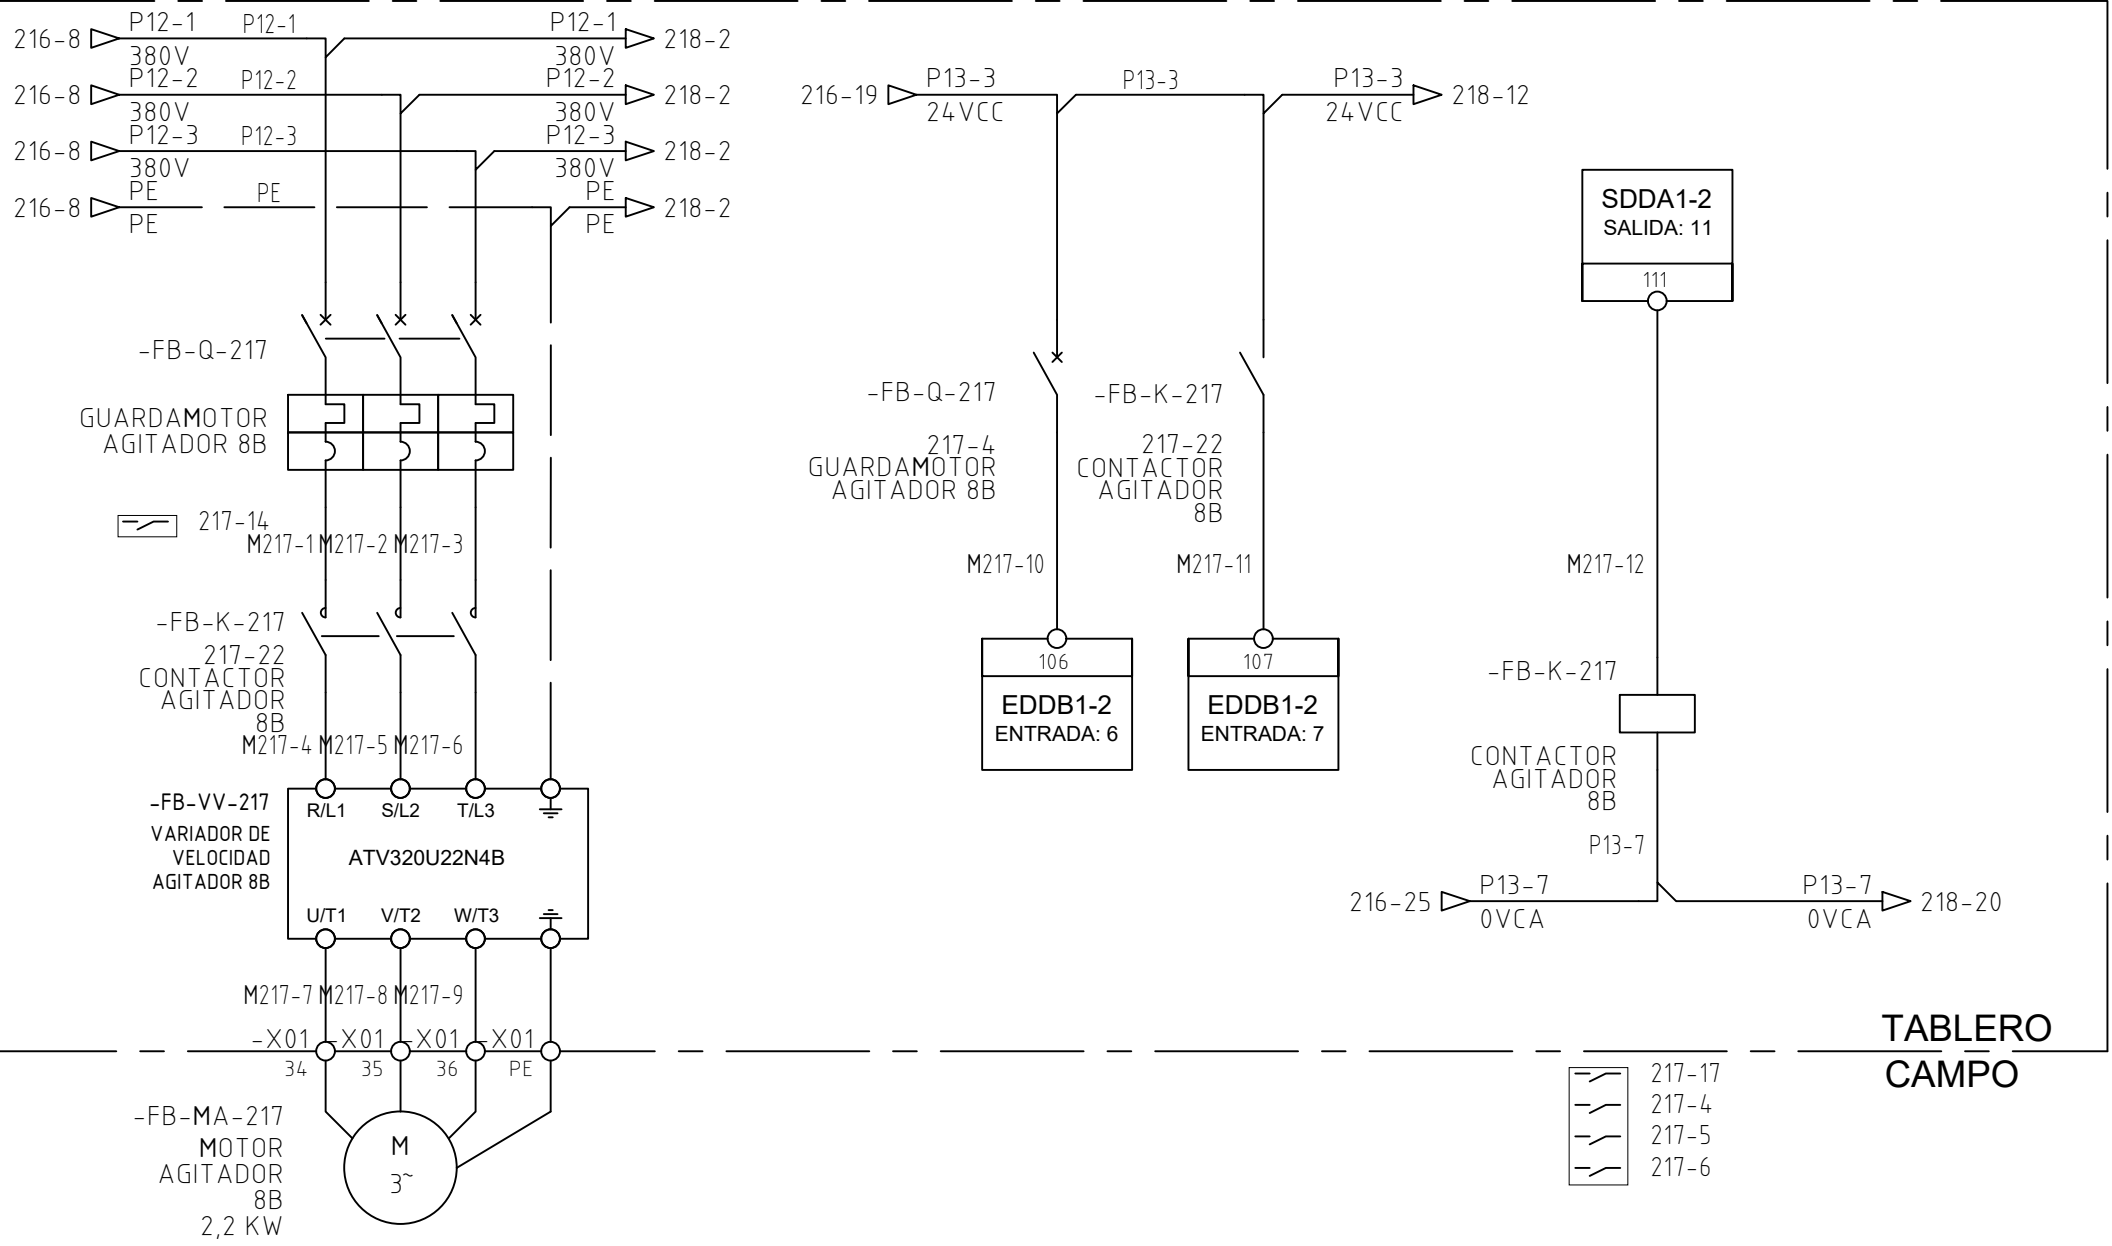 216-8 P12-1 P12-1 P12-1 218-2
380V 380V
216-8 P12-2 P12-2 P12-2 218-2
380V 380V
216-8 P12-3 P12-3 P12-3 218-2
380V 380V
216-8 PE PE PE 218-2
PE PE
-FB-Q-217
GUARDAMOTOR
AGITADOR 8B
217-14
M217-1 M217-2 M217-3
-FB-K-217
217-22
CONTACTOR
AGITADOR
8B
M217-4 M217-5 M217-6
-FB-VV-217
VARIADOR DE
VELOCIDAD
AGITADOR 8B
R/L1 S/L2 T/L3
ATV320U22N4B
U/T1 V/T2 W/T3
M217-7 M217-8 M217-9
-X01 -X01 -X01 -X01
34 35 36 PE
-FB-MA-217
MOTOR
AGITADOR
8B
2,2 KW
M
3~
216-19 P13-3 P13-3 P13-3 218-12
24VCC 24VCC
-FB-Q-217
217-4
GUARDAMOTOR
AGITADOR 8B
M217-10
106
EDDB1-2
ENTRADA: 6
-FB-K-217
217-22
CONTACTOR
AGITADOR
8B
M217-11
107
EDDB1-2
ENTRADA: 7
SDDA1-2
SALIDA: 11
111
M217-12
-FB-K-217
CONTACTOR
AGITADOR
8B
P13-7
216-25 P13-7 P13-7 218-20
0VCA 0VCA
TABLERO
CAMPO
217-17
217-4
217-5
217-6